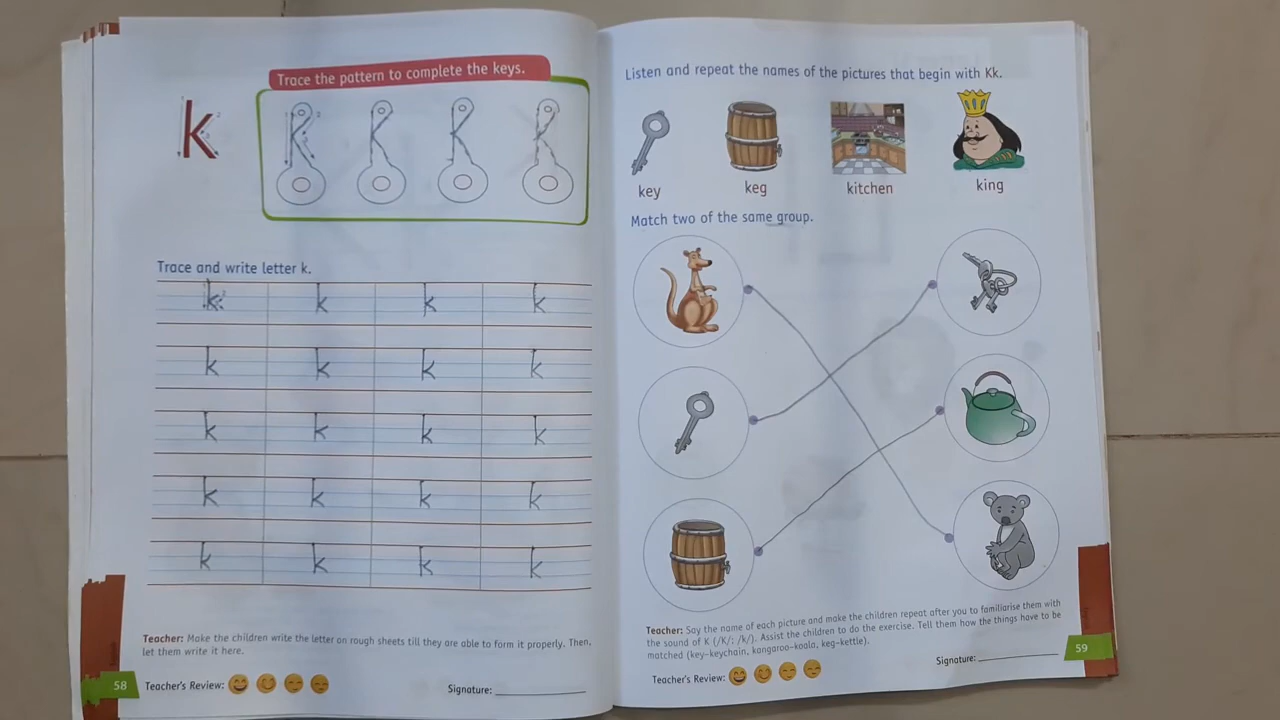 Trace the pattern to complete the keys.
k
Trace and write letter k.
k k k k
k k k k
k k k k
k k k k
k k k k
Teacher: Make the children write the letter on rough sheets till they are able to form it properly. Then,
let them write it here.
58
Teacher's Review:
Signature:
Listen and repeat the names of the pictures that begin with Kk.
key keg kitchen king
Match two of the same group.
Teacher: Say the name of each picture and make the children repeat after you to familiarise them with
the sound of K (/K/; /k/). Assist the children to do the exercise. Tell them how the things have to be
matched (key–keychain, kangaroo–koala, keg–kettle).
Teacher's Review:
Signature:
59